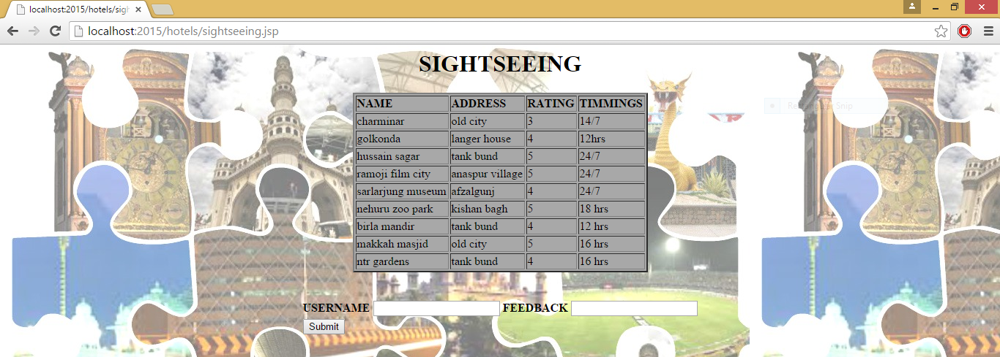 localhost:2015/hotels/sigh
localhost:2015/hotels/sightseeing.jsp
SIGHTSEEING
Rectangular Snip
NAME ADDRESS RATING TIMMINGS
charminar old city 3 14/7
golkonda langer house 4 12hrs
hussain sagar tank bund 5 24/7
ramoji film city anaspur village 5 24/7
sarlarjung museum afzalgunj 4 24/7
nehuru zoo park kishan bagh 5 18 hrs
birla mandir tank bund 4 12 hrs
makkah masjid old city 5 16 hrs
ntr gardens tank bund 4 16 hrs
USERNAME FEEDBACK
Submit